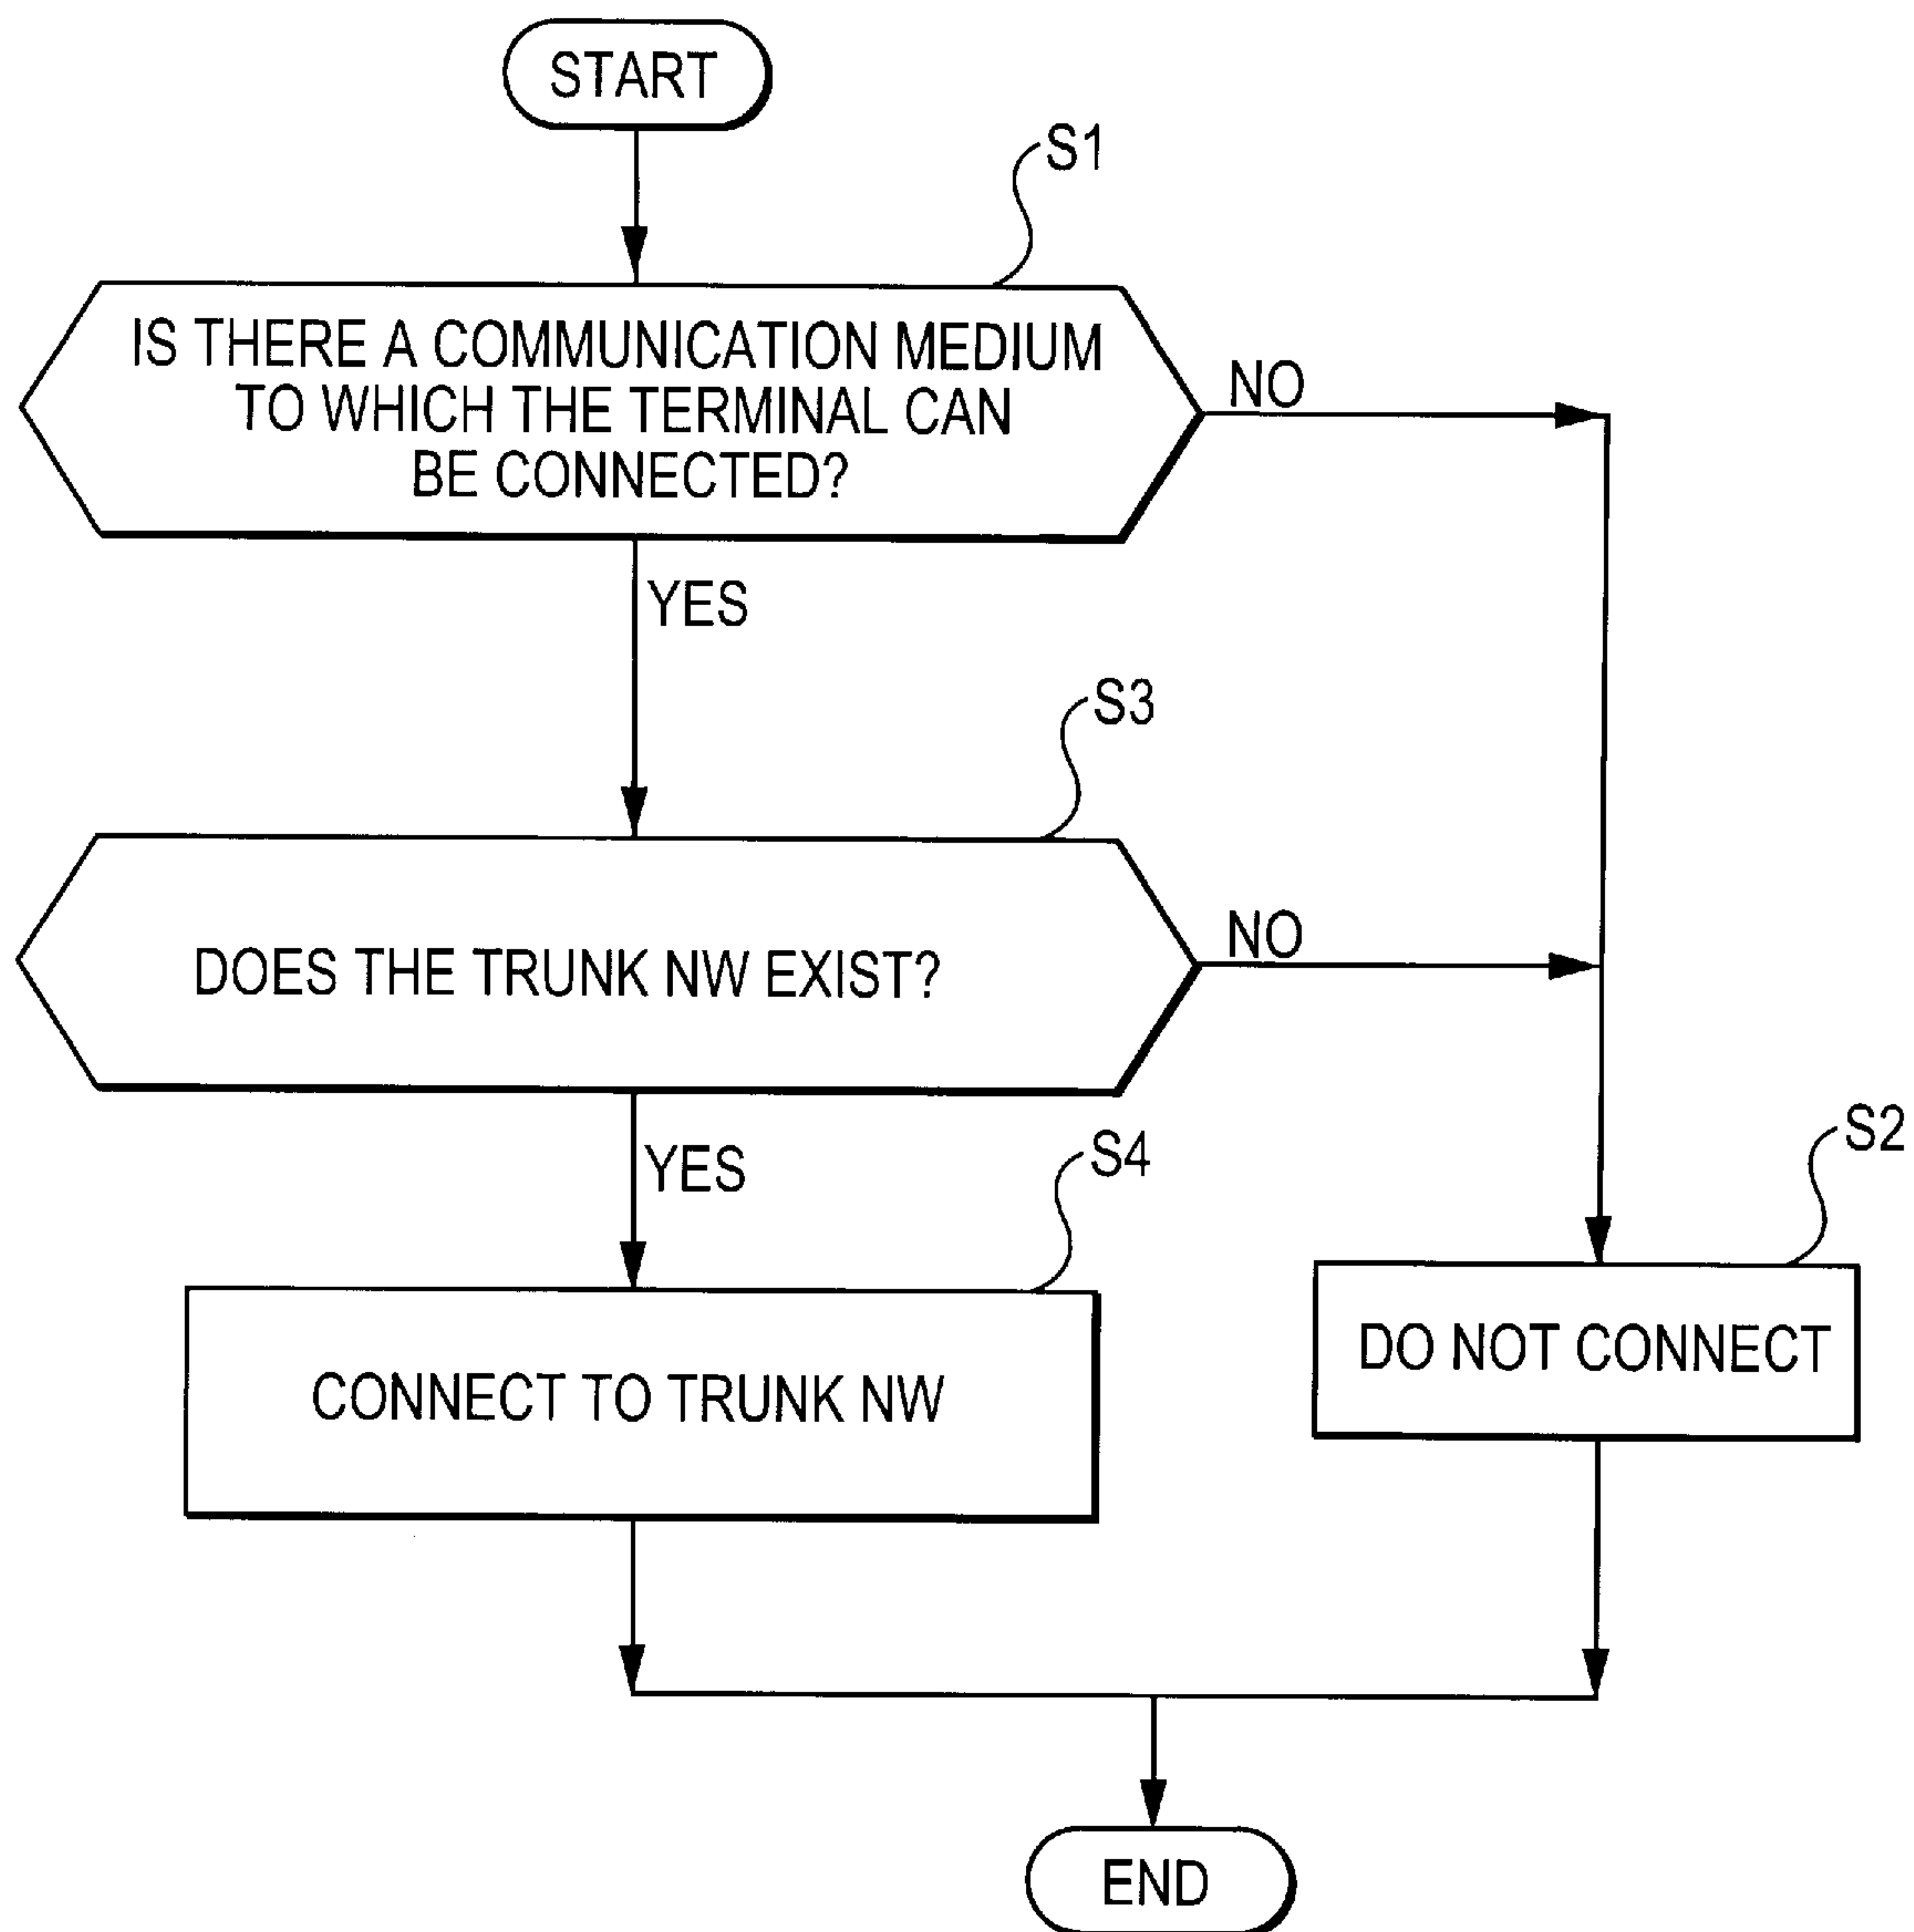 START
S1
IS THERE A COMMUNICATION MEDIUM
TO WHICH THE TERMINAL CAN
BE CONNECTED?
NO
YES
S3
DOES THE TRUNK NW EXIST?
NO
YES
S4
S2
CONNECT TO TRUNK NW
DO NOT CONNECT
END